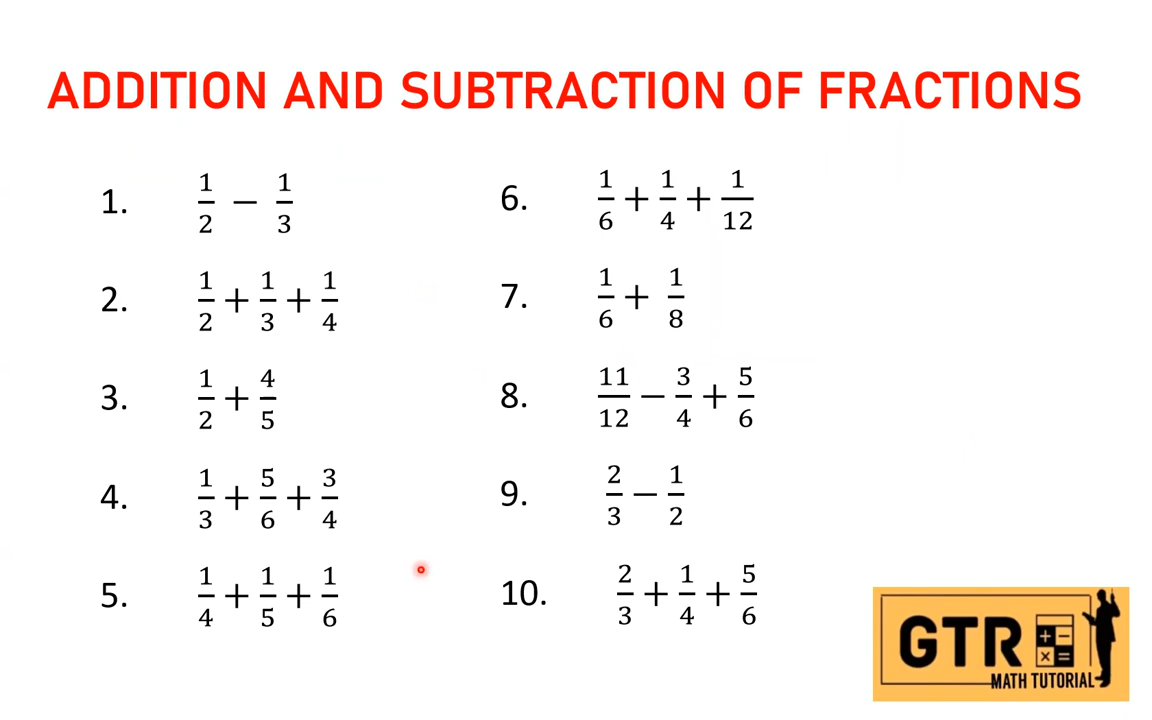 ADDITION AND SUBTRACTION OF FRACTIONS
1. 1/2 − 1/3
2. 1/2 + 1/3 + 1/4
3. 1/2 + 4/5
4. 1/3 + 5/6 + 3/4
5. 1/4 + 1/5 + 1/6
6. 1/6 + 1/4 + 1/12
7. 1/6 + 1/8
8. 11/12 − 3/4 + 5/6
9. 2/3 − 1/2
10. 2/3 + 1/4 + 5/6
GTR
MATH TUTORIAL